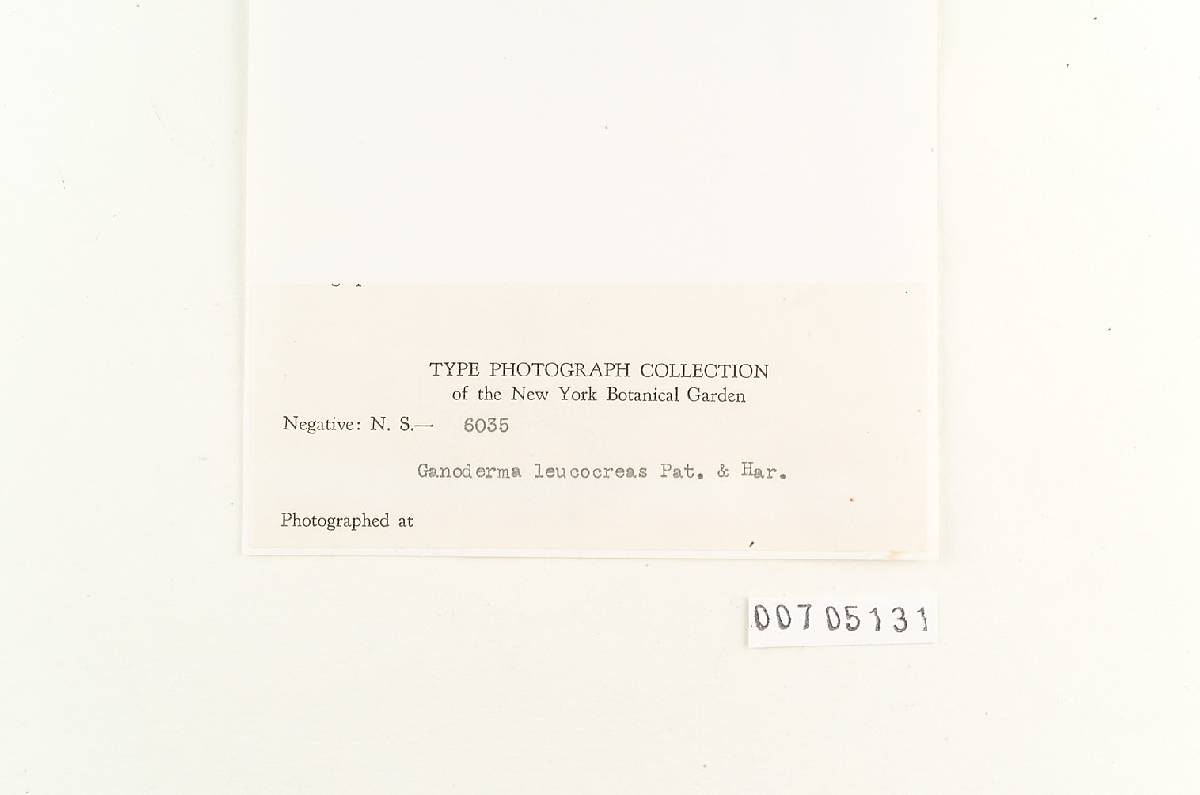 TYPE PHOTOGRAPH COLLECTION
of the New York Botanical Garden
Negative: N. S.— 6035
Ganoderma leucocreas Pat. & Har.
Photographed at
00705131